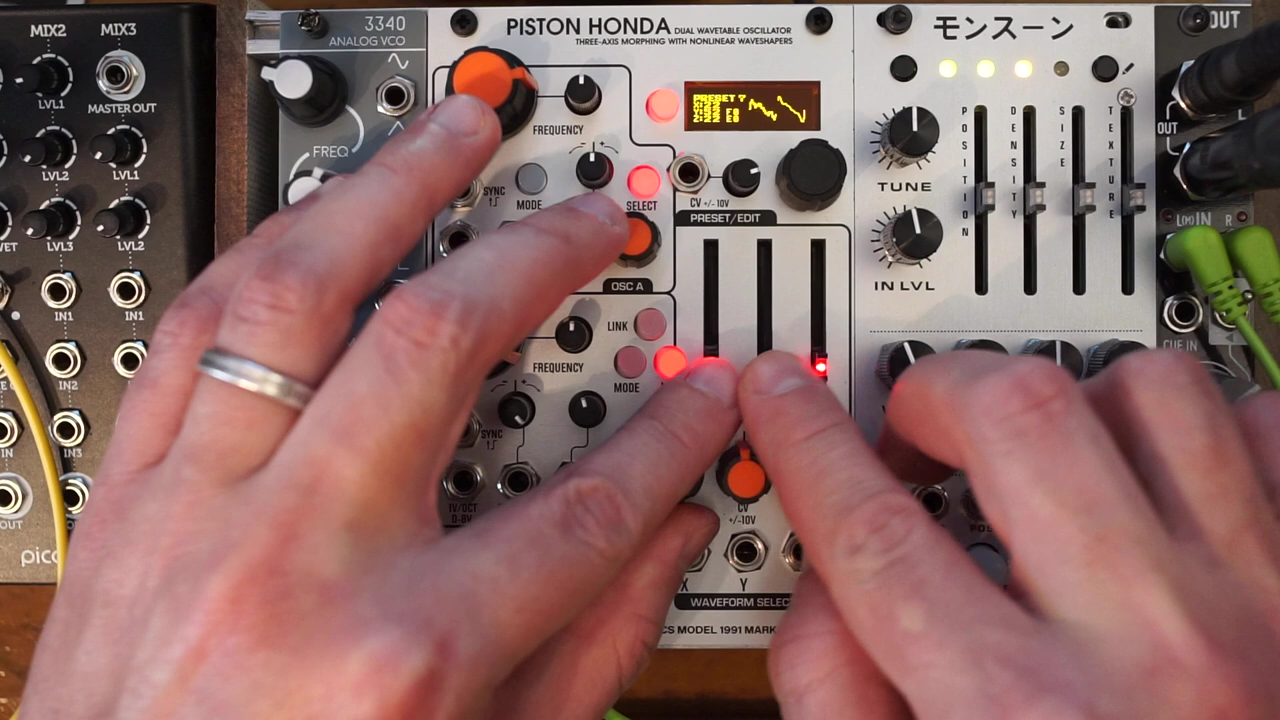 MIX2
MIX3
LVL1
MASTER OUT
LVL2
LVL1
LVL3
LVL2
IN1
IN1
IN2
IN3
IN
OUT
3340
ANALOG VCO
FREQ
PISTON HONDA DUAL WAVETABLE OSCILLATOR
THREE-AXIS MORPHING WITH NONLINEAR WAVESHAPERS
FREQUENCY
SYNC
MODE
SELECT
OSC A
PRESET
CV +/-10V
PRESET/EDIT
LINK
FREQUENCY
MODE
SYNC
1V/OCT
0-8V
CV
+/-10V
X
Y
モンスーン
POSITION
DENSITY
SIZE
TEXTURE
TUNE
IN LVL
OUT
OUT
L
IN
R
CUE IN